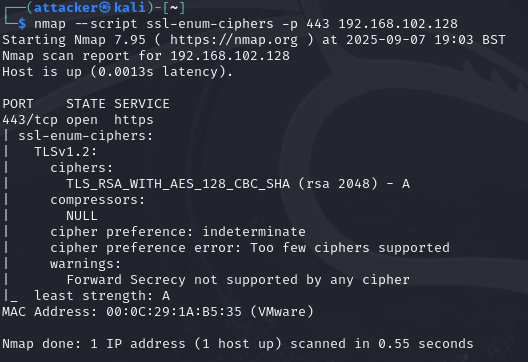 ┌──(attacker㉿kali)-[~]
└─$ nmap --script ssl-enum-ciphers -p 443 192.168.102.128
Starting Nmap 7.95 ( https://nmap.org ) at 2025-09-07 19:03 BST
Nmap scan report for 192.168.102.128
Host is up (0.0013s latency).

PORT    STATE SERVICE
443/tcp open  https
| ssl-enum-ciphers:
|   TLSv1.2:
|     ciphers:
|       TLS_RSA_WITH_AES_128_CBC_SHA (rsa 2048) - A
|     compressors:
|       NULL
|     cipher preference: indeterminate
|     cipher preference error: Too few ciphers supported
|     warnings:
|       Forward Secrecy not supported by any cipher
|_  least strength: A
MAC Address: 00:0C:29:1A:B5:35 (VMware)

Nmap done: 1 IP address (1 host up) scanned in 0.55 seconds